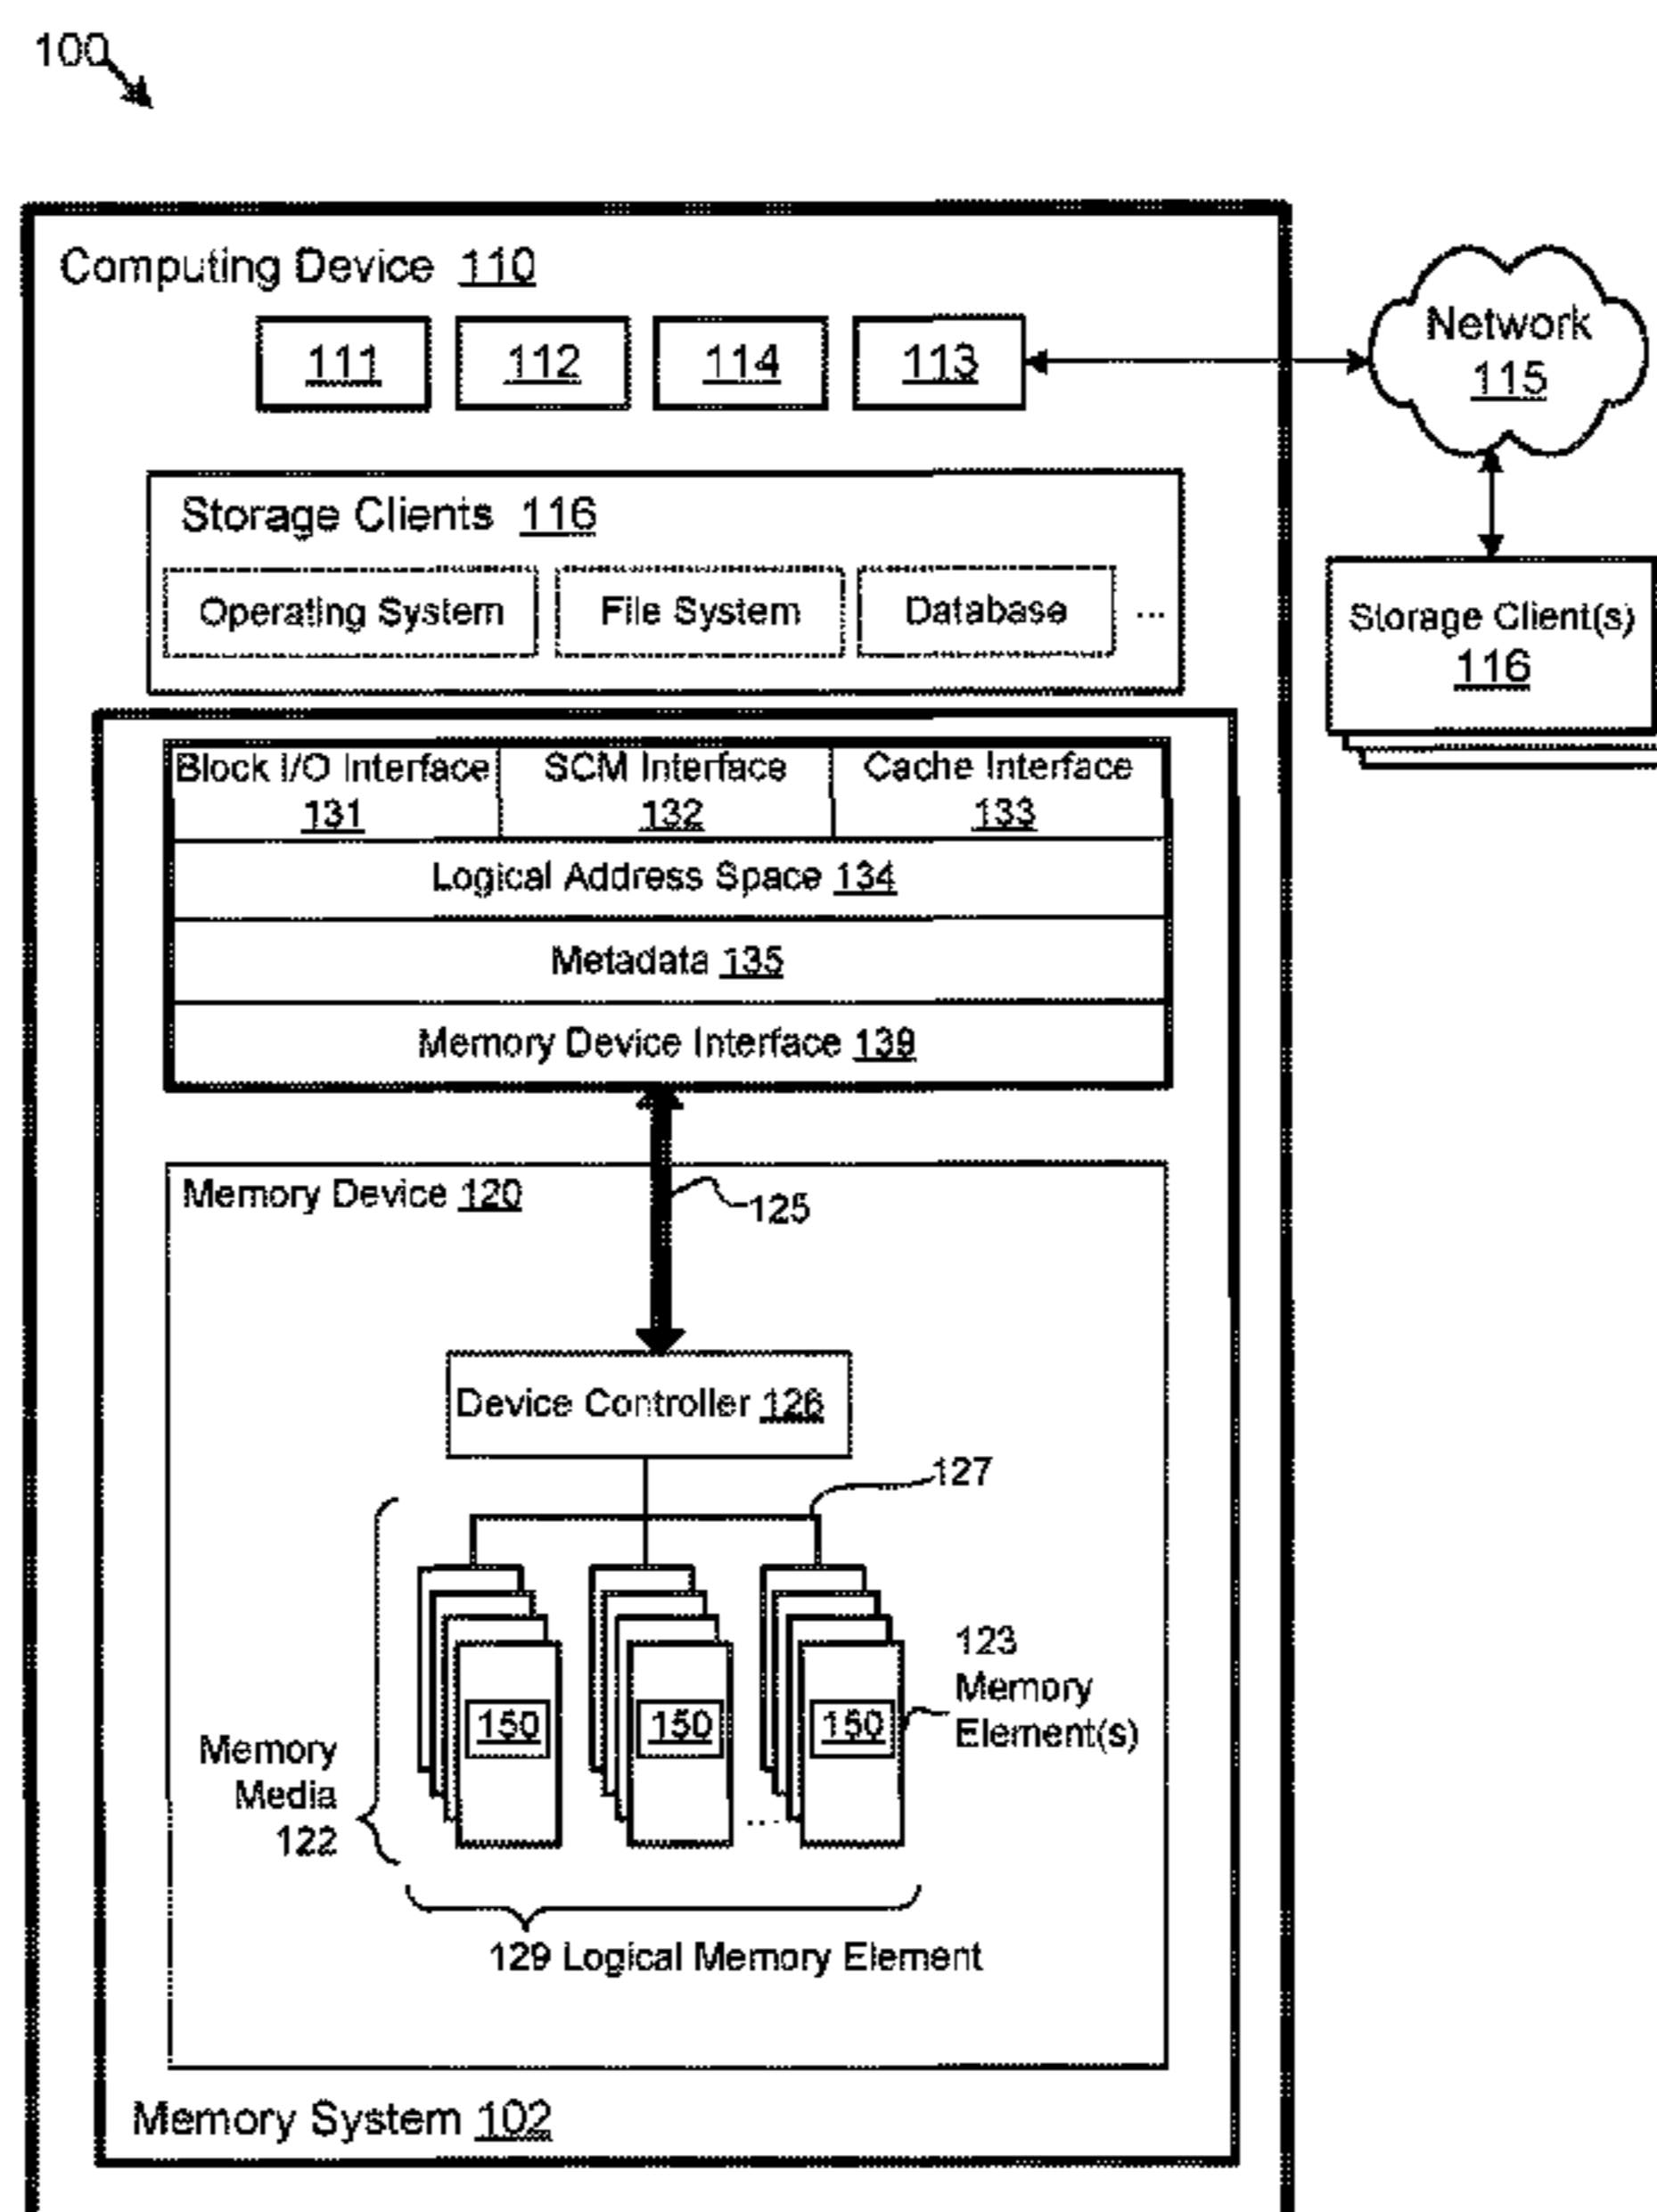 100
Computing Device 110
111 112 114 113
Network
115
Storage Clients 116
Operating System File System Database ...
Storage Client(s)
116
Block I/O Interface
131
SCM Interface
132
Cache Interface
133
Logical Address Space 134
Metadata 135
Memory Device Interface 139
Memory Device 120
125
Device Controller 126
127
123
Memory
Element(s)
150 150 150
...
Memory
Media
122
129 Logical Memory Element
Memory System 102